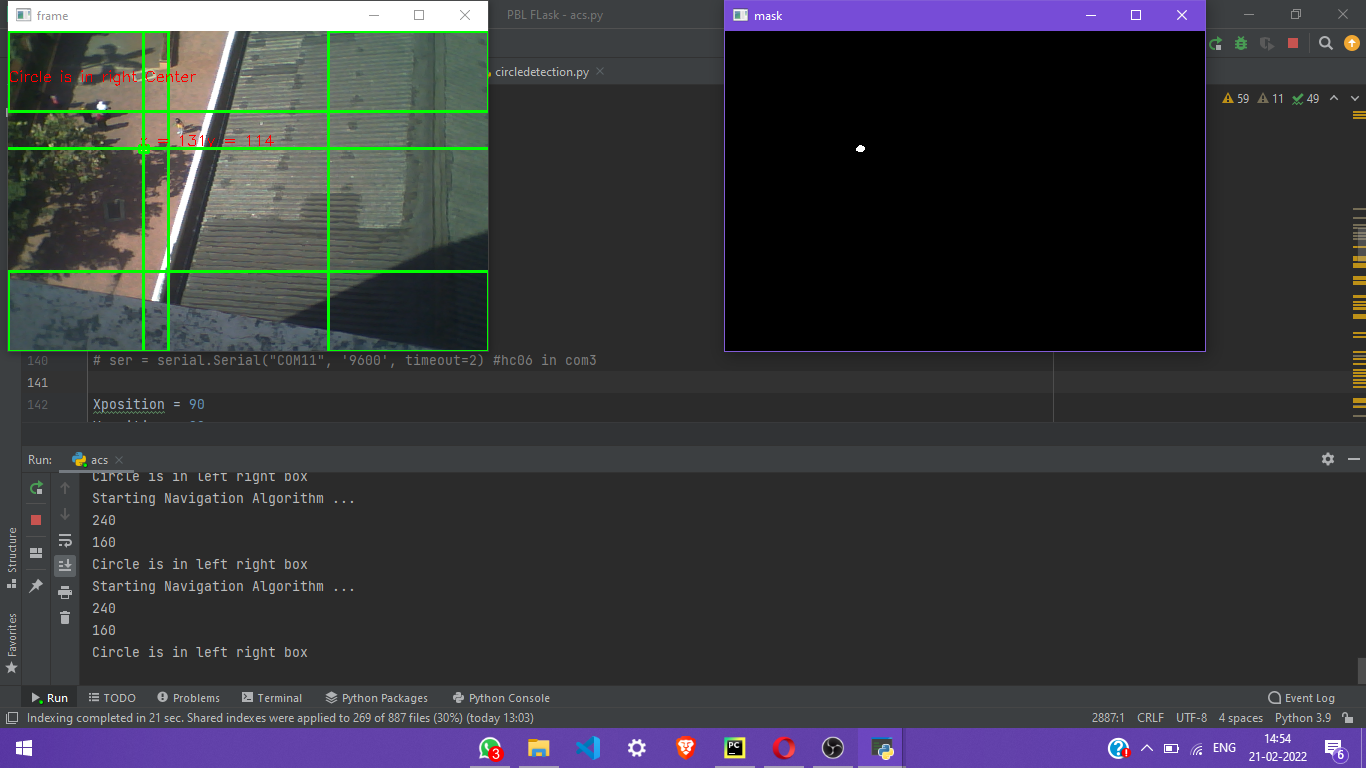 frame
PBL FLask - acs.py
mask
circledetection.py
59 11 49
Circle is in right Center
x = 131y = 114
140 # ser = serial.Serial("COM11", '9600', timeout=2) #hc06 in com3
141
142 Xposition = 90
Run: acs
Circle is in left right box
Starting Navigation Algorithm ...
240
160
Circle is in left right box
Starting Navigation Algorithm ...
240
160
Circle is in left right box
Structure
Favorites
Run TODO Problems Terminal Python Packages Python Console Event Log
Indexing completed in 21 sec. Shared indexes were applied to 269 of 887 files (30%) (today 13:03) 2887:1 CRLF UTF-8 4 spaces Python 3.9
3 PC ENG 14:54
21-02-2022 6